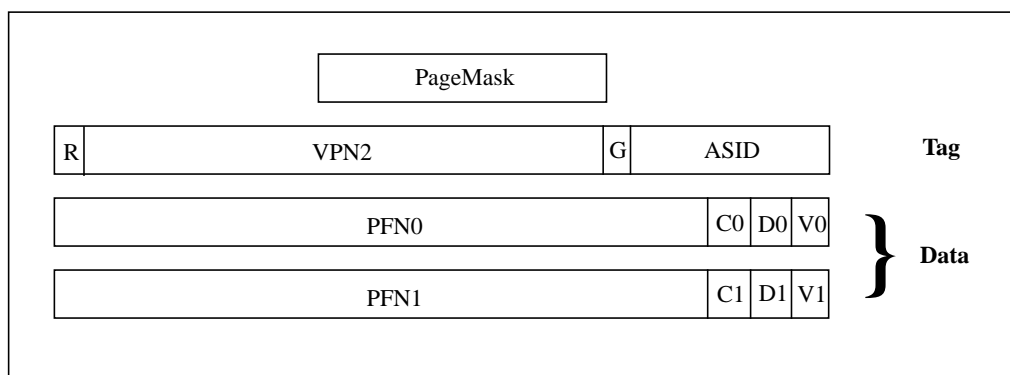 PageMask
R VPN2 G ASID Tag
PFN0 C0 D0 V0
Data
PFN1 C1 D1 V1